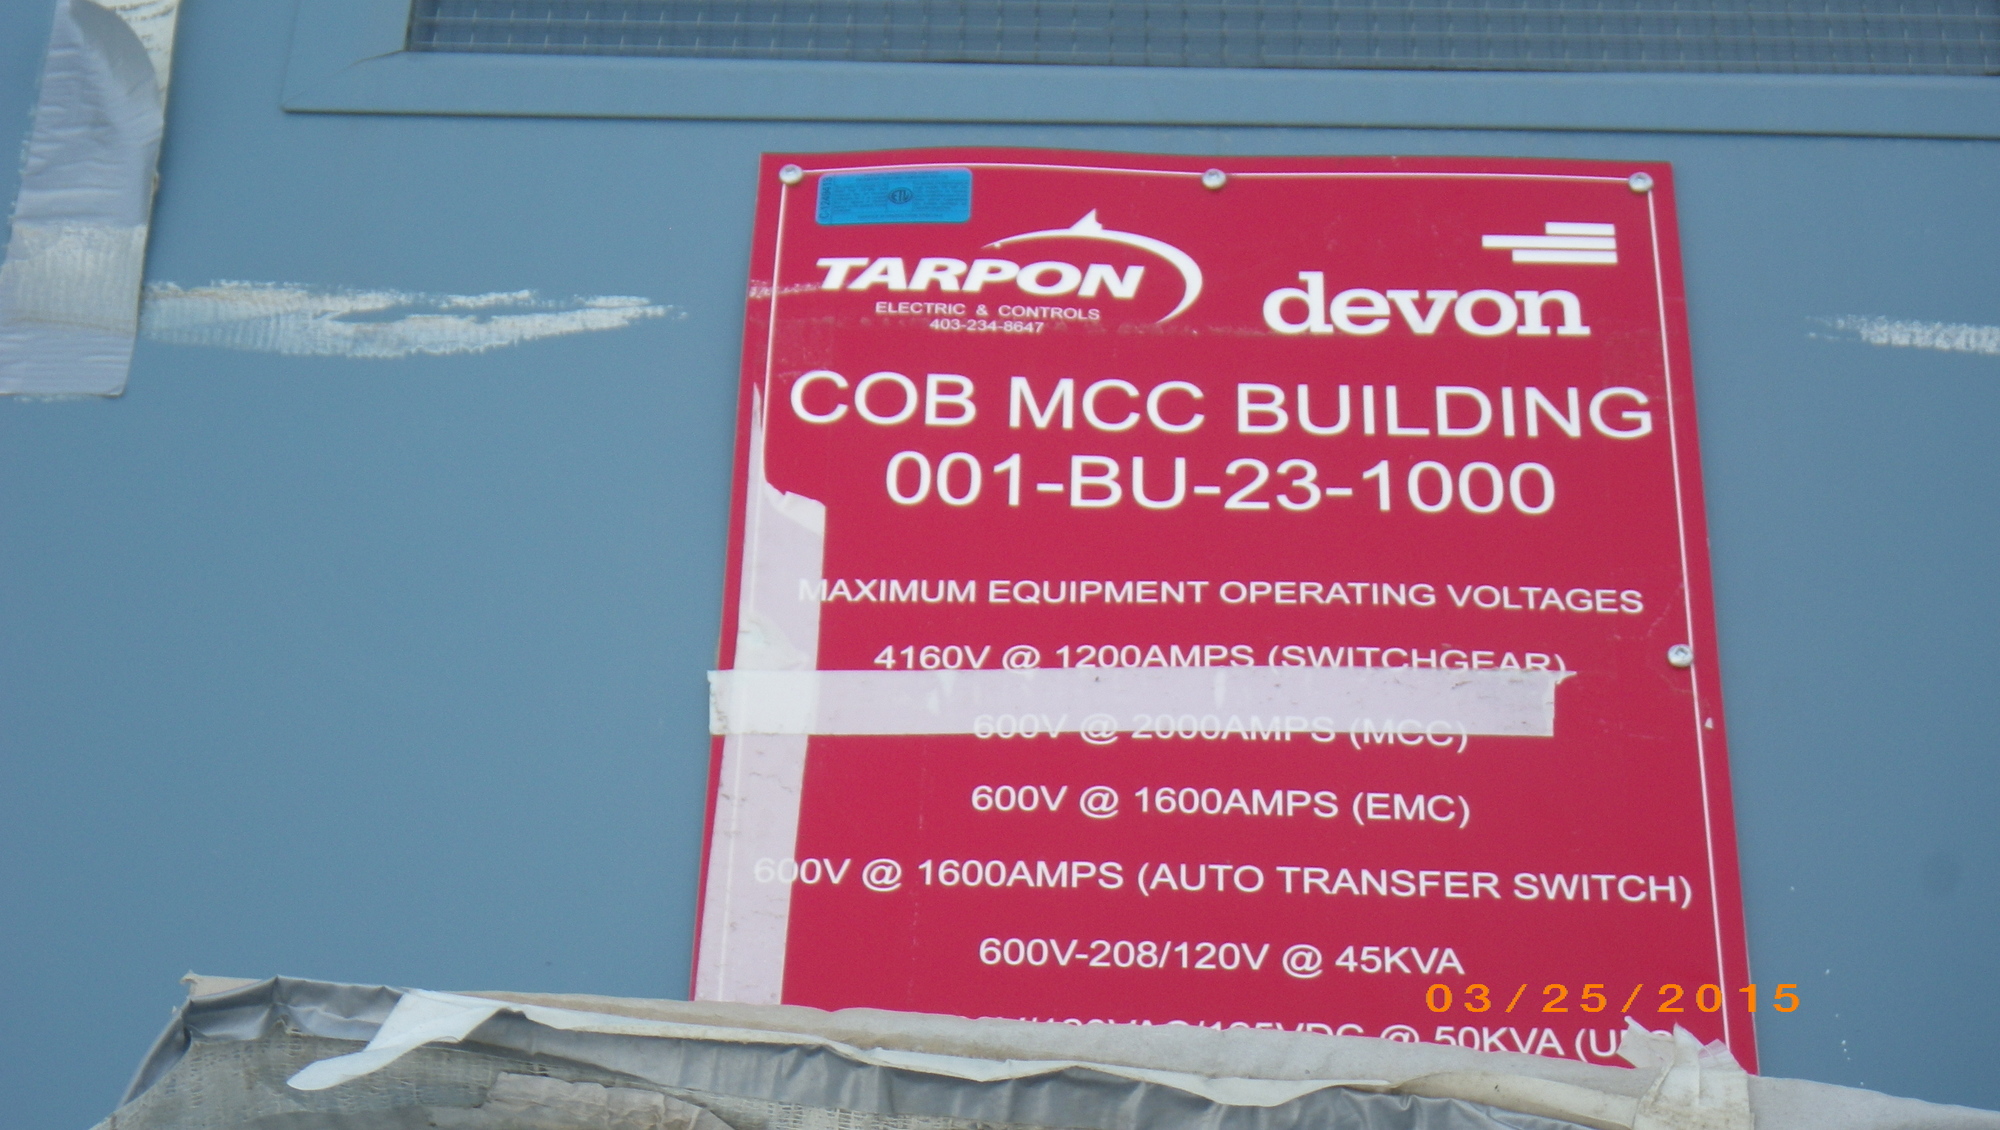 TARPON
ELECTRIC & CONTROLS
403-234-8647
devon
ETL
COB MCC BUILDING
001-BU-23-1000
MAXIMUM EQUIPMENT OPERATING VOLTAGES
4160V @ 1200AMPS (SWITCHGEAR)
600V @ 2000AMPS (MCC)
600V @ 1600AMPS (EMC)
600V @ 1600AMPS (AUTO TRANSFER SWITCH)
600V-208/120V @ 45KVA
@ 50KVA
03/25/2015